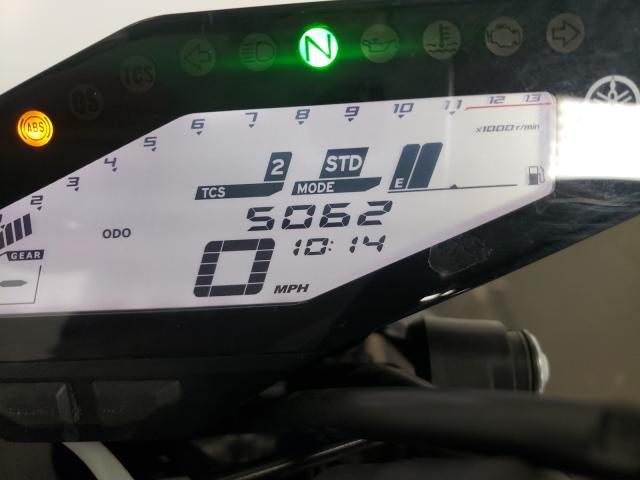 N
TCS
QS
ABS
6 7 8 9 10 11 12 13
5
4
3
2
x1000r/min
2 STD
TCS MODE E
5062
ODO
10:14
GEAR
0 MPH